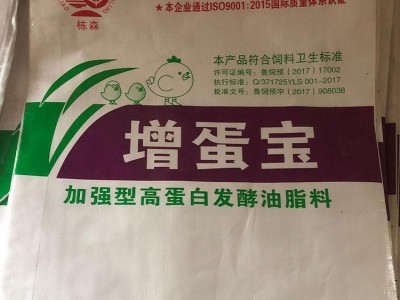 ★本企业通过ISO9001:2015国际质量体系认证
栋森
本产品符合饲料卫生标准
许可证编号：鲁饲预（2017）17002
执行标准：Q/371725YLS 001-2017
批准文号：鲁饲预字（2017）908038
增蛋宝
加强型高蛋白发酵油脂料